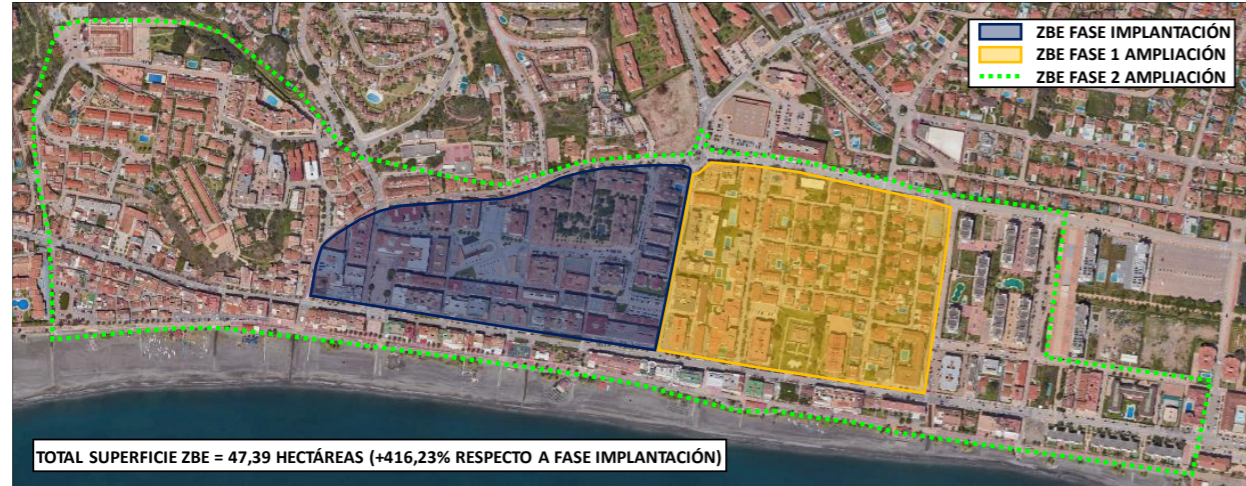 ZBE FASE IMPLANTACIÓN
ZBE FASE 1 AMPLIACIÓN
ZBE FASE 2 AMPLIACIÓN
TOTAL SUPERFICIE ZBE = 47,39 HECTÁREAS (+416,23% RESPECTO A FASE IMPLANTACIÓN)